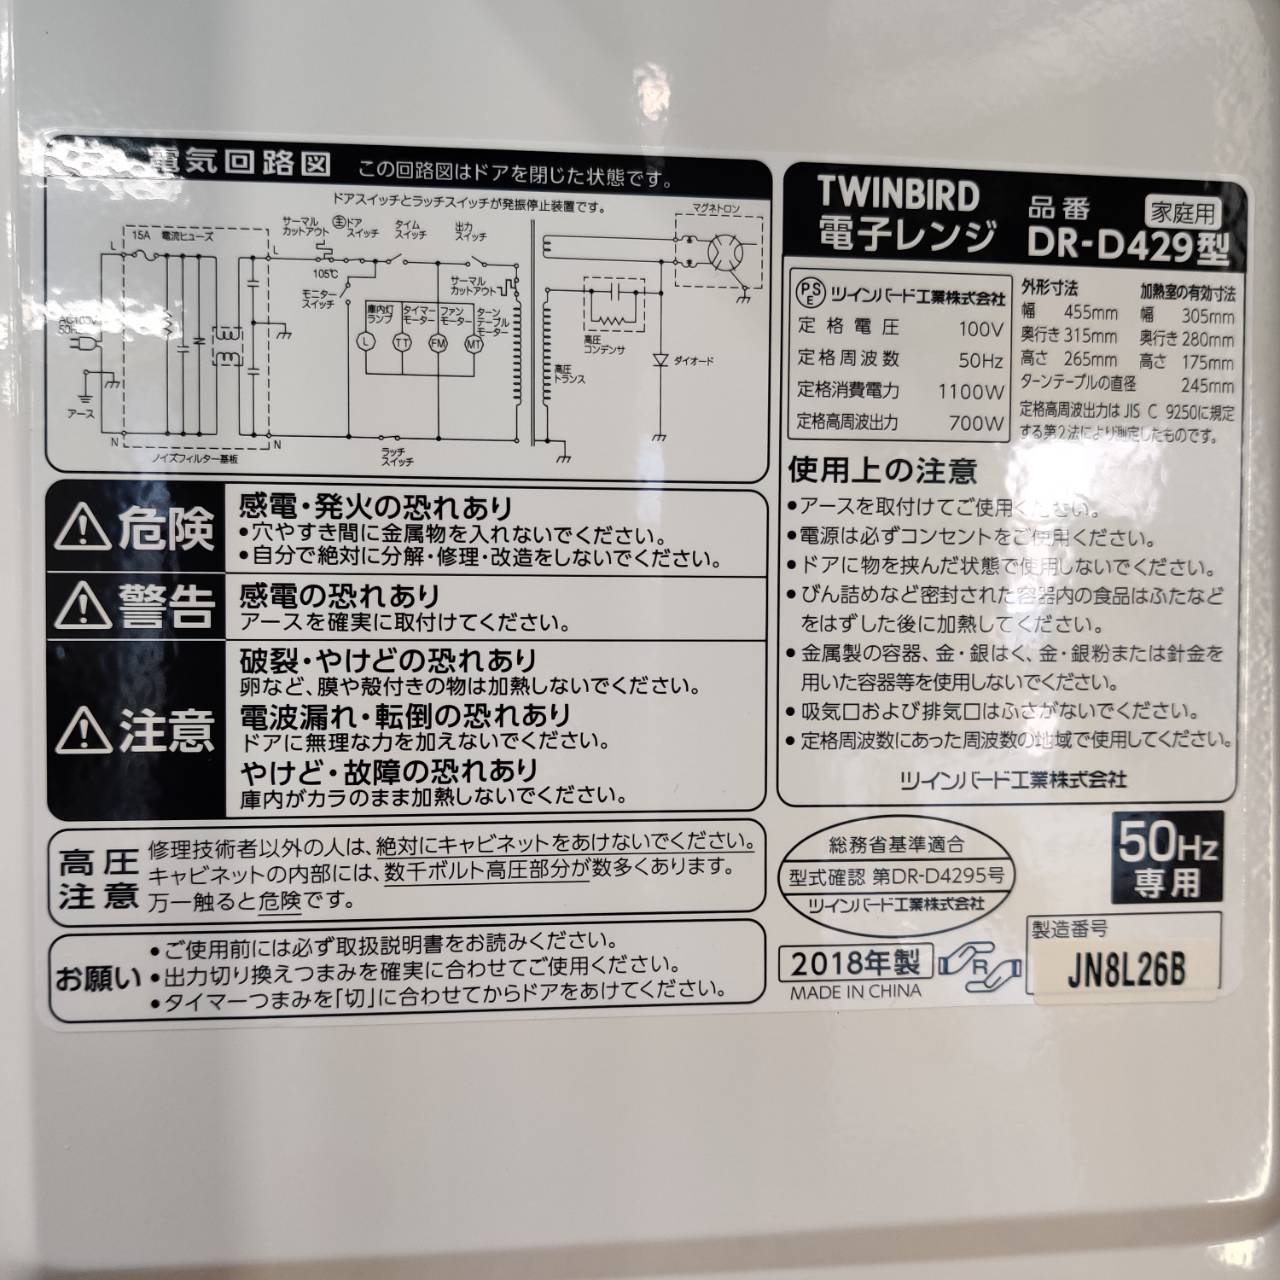 電気回路図 この回路図はドアを閉じた状態です。
ドアスイッチとラッチスイッチが発振停止装置です。
マグネトロン
15A 電流ヒューズ
サーマル
カットアウト
主ドア
スイッチ
タイム
スイッチ
出力
スイッチ
L
L
105℃
モニター
スイッチ
サーマル
カットアウト
庫内灯
ランプ
タイマー
モーター
ファン
モーター
ターン
テーブル
モーター
L
TT
FM
MT
AC100V
50Hz
高圧
コンデンサ
ダイオード
高圧
トランス
アース
N
N
ノイズフィルター基板
ラッチ
スイッチ
危険
感電・発火の恐れあり
•穴やすき間に金属物を入れないでください。
•自分で絶対に分解・修理・改造をしないでください。
警告
感電の恐れあり
アースを確実に取付けてください。
注意
破裂・やけどの恐れあり
卵など、膜や殻付きの物は加熱しないでください。
電波漏れ・転倒の恐れあり
ドアに無理な力を加えないでください。
やけど・故障の恐れあり
庫内がカラのまま加熱しないでください。
高圧
注意
修理技術者以外の人は、絶対にキャビネットをあけないでください。
キャビネットの内部には、数千ボルト高圧部分が数多くあります。
万一触ると危険です。
お願い
•ご使用前には必ず取扱説明書をお読みください。
•出力切り換えつまみを確実に合わせてご使用ください。
•タイマーつまみを「切」に合わせてからドアをあけてください。
TWINBIRD
電子レンジ
品番 家庭用
DR-D429型
PSE ツインバード工業株式会社
定格電圧 100V
定格周波数 50Hz
定格消費電力 1100W
定格高周波出力 700W
外形寸法
幅 455mm
奥行き 315mm
高さ 265mm
加熱室の有効寸法
幅 305mm
奥行き 280mm
高さ 175mm
ターンテーブルの直径 245mm
定格高周波出力はJIS C 9250に規定
する第2法により測定したものです。
使用上の注意
•アースを取付けてご使用ください。
•電源は必ずコンセントをご使用ください。
•ドアに物を挟んだ状態で使用しないでください。
•びん詰めなど密封された容器内の食品はふたなど
をはずした後に加熱してください。
•金属製の容器、金・銀はく、金・銀粉または針金を
用いた容器等を使用しないでください。
•吸気口および排気口はふさがないでください。
•定格周波数にあった周波数の地域で使用してください。
ツインバード工業株式会社
総務省基準適合
型式確認 第DR-D4295号
ツインバード工業株式会社
50Hz
専用
2018年製
MADE IN CHINA
R
製造番号
JN8L26B